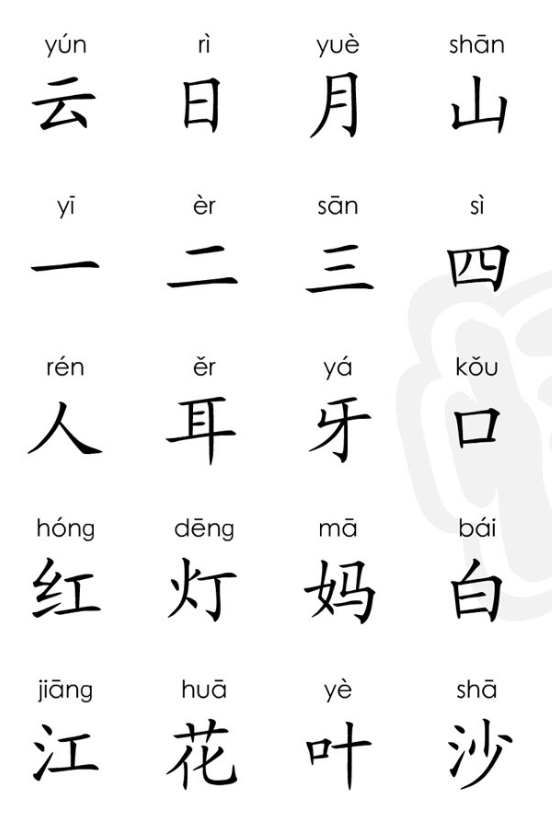 yún rì yuè shān
云 日 月 山
yī èr sān sì
一 二 三 四
rén ěr yá kǒu
人 耳 牙 口
hóng dēng mā bái
红 灯 妈 白
jiāng huā yè shā
江 花 叶 沙